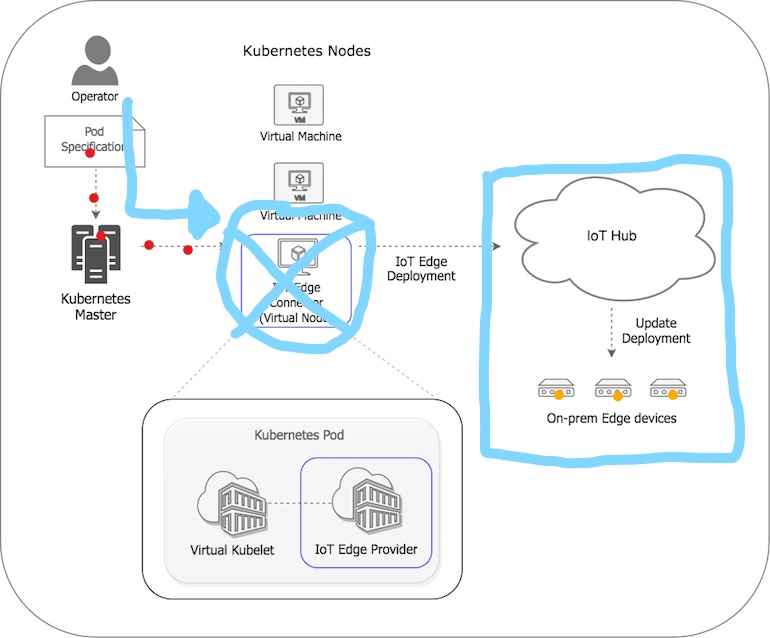 Kubernetes Nodes
Operator
Pod
Specification
VM
Virtual Machine
VM
Virtual Machine
Kubernetes
Master
IoT Edge
Connector
(Virtual Node)
IoT Edge
Deployment
IoT Hub
Update
Deployment
On-prem Edge devices
Kubernetes Pod
Virtual Kubelet
IoT Edge Provider